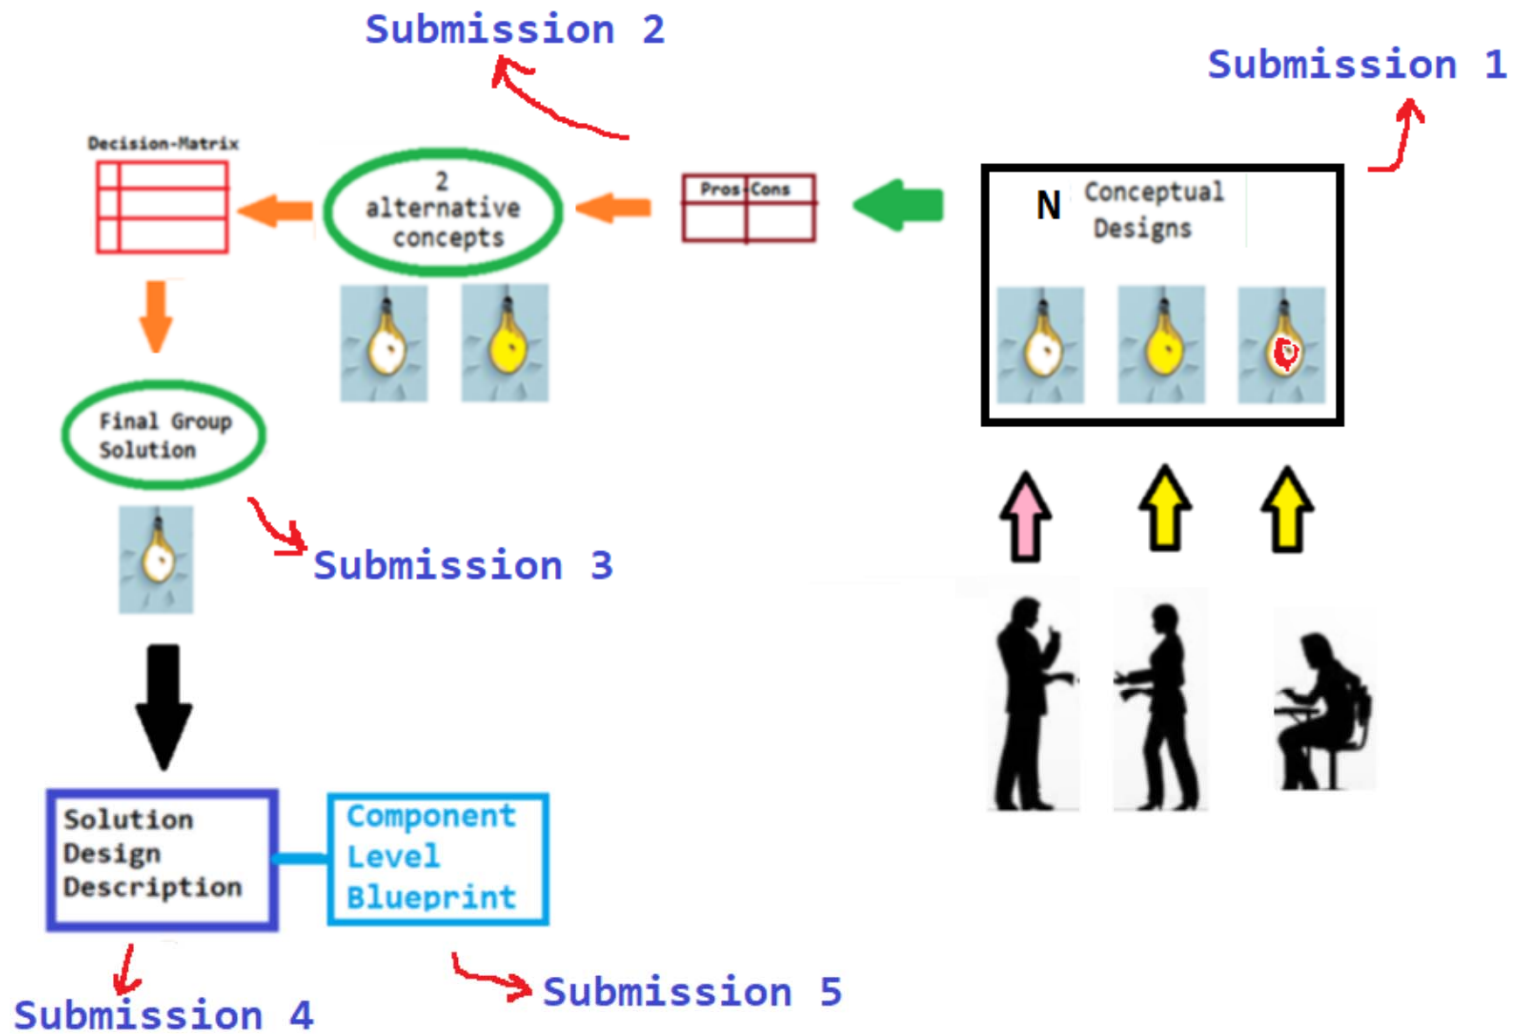 Submission 2
Submission 1
Decision-Matrix
2
alternative
concepts
Pros Cons
N Conceptual
Designs
Final Group
Solution
Submission 3
Solution
Design
Description
Component
Level
Blueprint
Submission 4
Submission 5